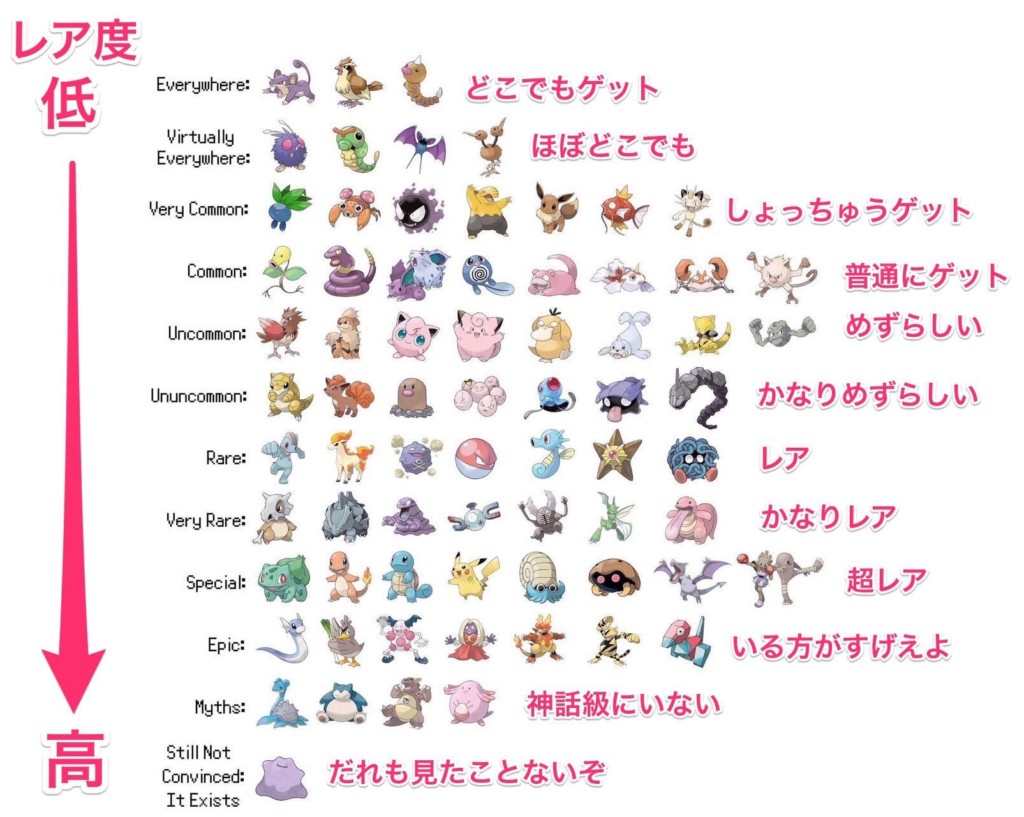 レア度
低
Everywhere: どこでもゲット
Virtually
Everywhere: ほぼどこでも
Very Common: しょっちゅうゲット
Common: 普通にゲット
Uncommon: めずらしい
Ununcommon: かなりめずらしい
Rare: レア
Very Rare: かなりレア
Special: 超レア
Epic: いる方がすげえよ
Myths: 神話級にいない
高
Still Not
Convinced: だれも見たことないぞ
It Exists